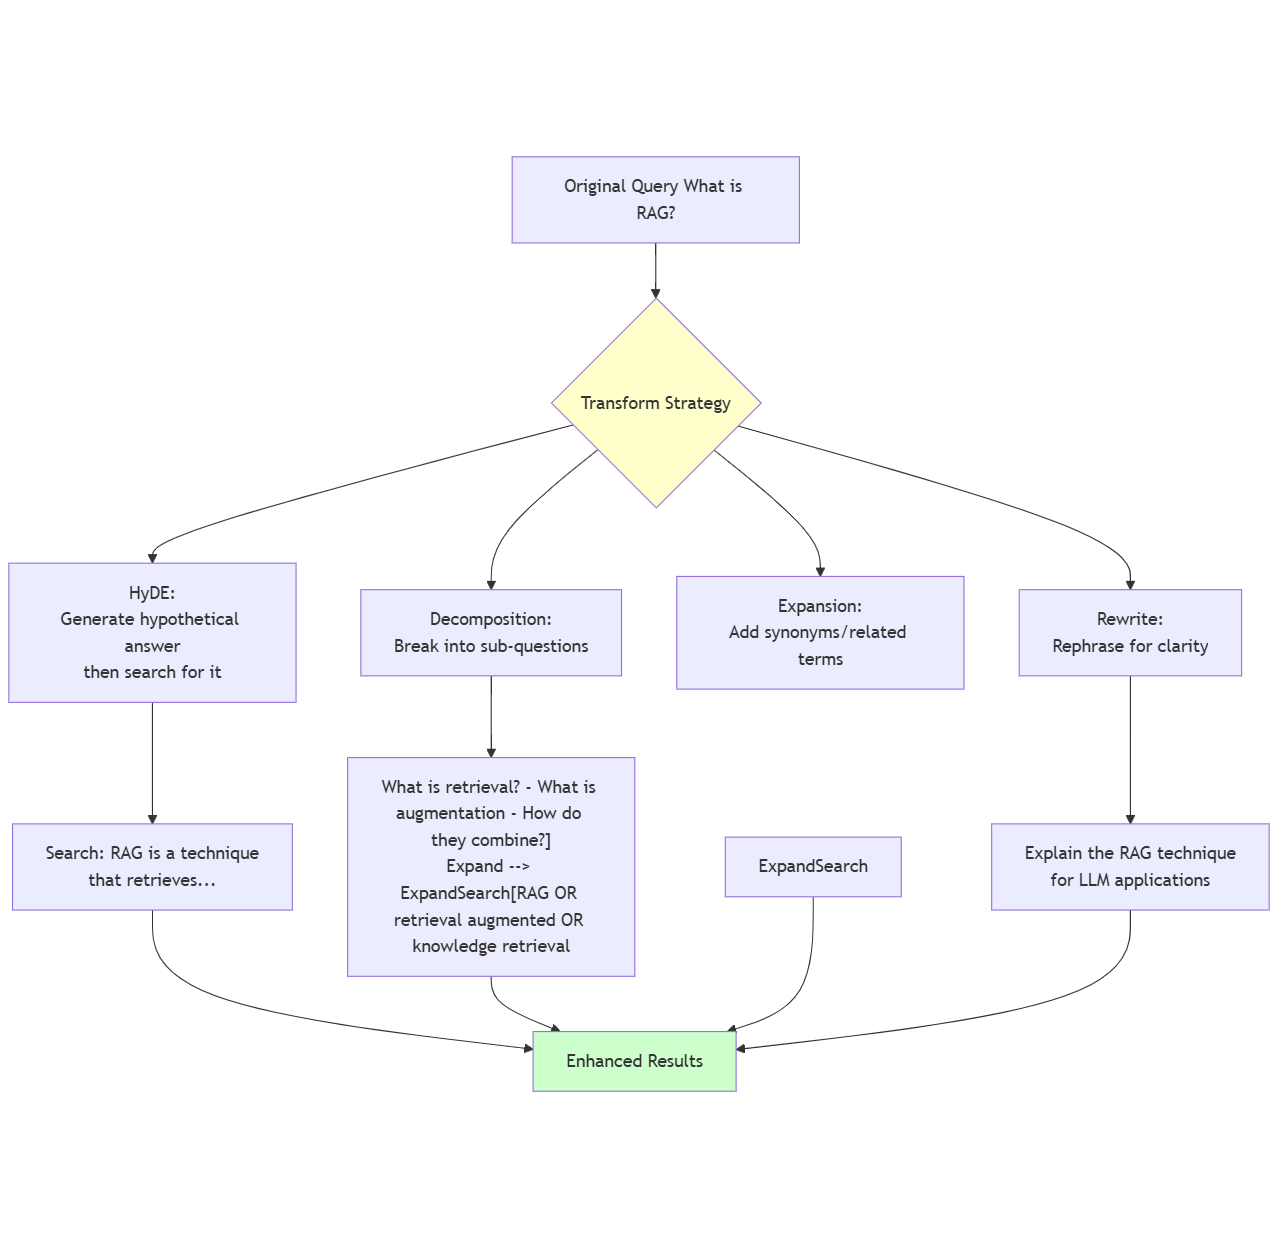 Original Query What is
RAG?
Transform Strategy
HyDE:
Generate hypothetical
answer
then search for it
Decomposition:
Break into sub-questions
Expansion:
Add synonyms/related
terms
Rewrite:
Rephrase for clarity
Search: RAG is a technique
that retrieves...
What is retrieval? - What is
augmentation - How do
they combine?]
Expand -->
ExpandSearch[RAG OR
retrieval augmented OR
knowledge retrieval
ExpandSearch
Explain the RAG technique
for LLM applications
Enhanced Results